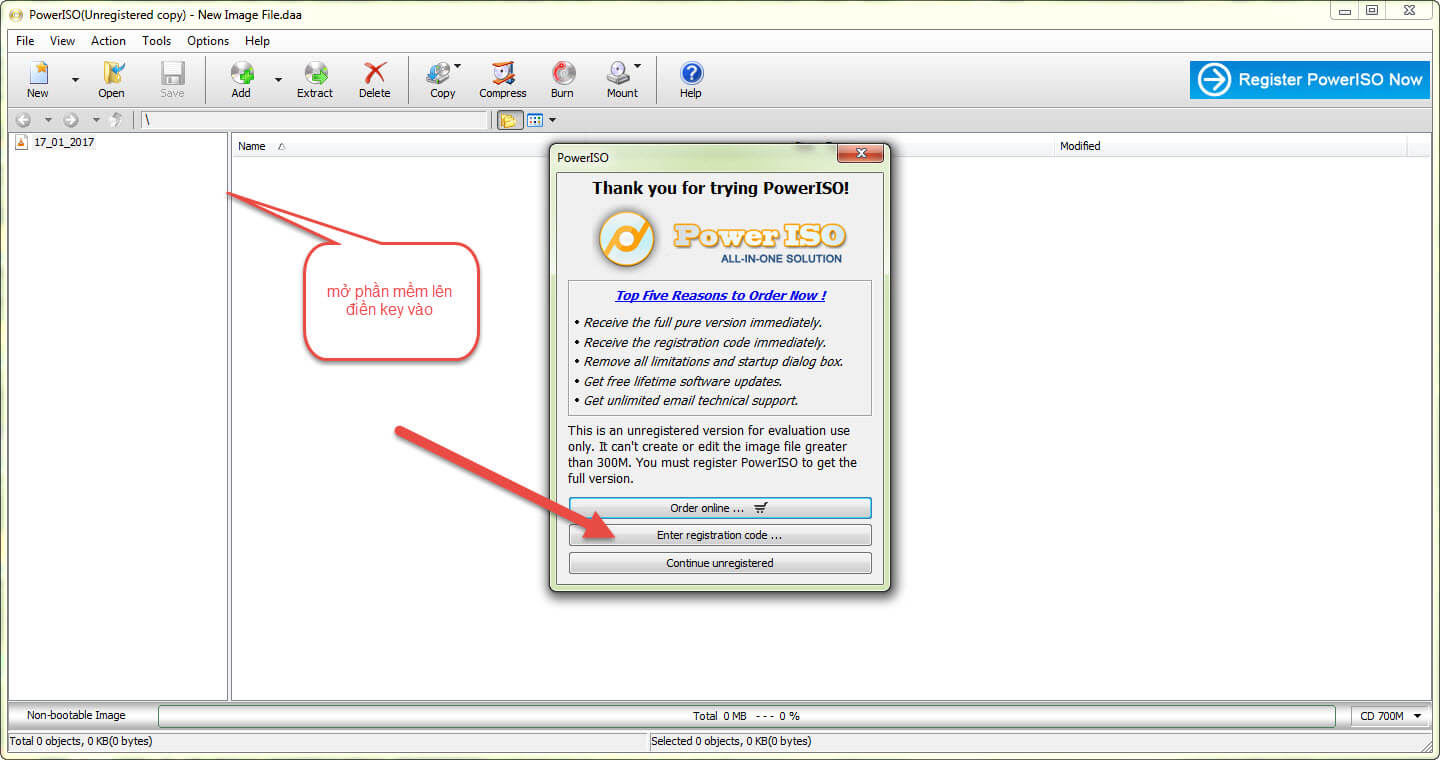 PowerISO(Unregistered copy) - New Image File.daa
File View Action Tools Options Help
New Open Save Add Extract Delete Copy Compress Burn Mount Help
Register PowerISO Now
\
17_01_2017
Name Modified
PowerISO
Thank you for trying PowerISO!
Power ISO
ALL-IN-ONE SOLUTION
Top Five Reasons to Order Now !
• Receive the full pure version immediately.
• Receive the registration code immediately.
• Remove all limitations and startup dialog box.
• Get free lifetime software updates.
• Get unlimited email technical support.
This is an unregistered version for evaluation use
only. It can't create or edit the image file greater
than 300M. You must register PowerISO to get the
full version.
Order online ...
Enter registration code ...
Continue unregistered
mở phần mềm lên
điền key vào
Non-bootable Image
Total 0 MB --- 0 %
CD 700M
Total 0 objects, 0 KB(0 bytes)
Selected 0 objects, 0 KB(0 bytes)